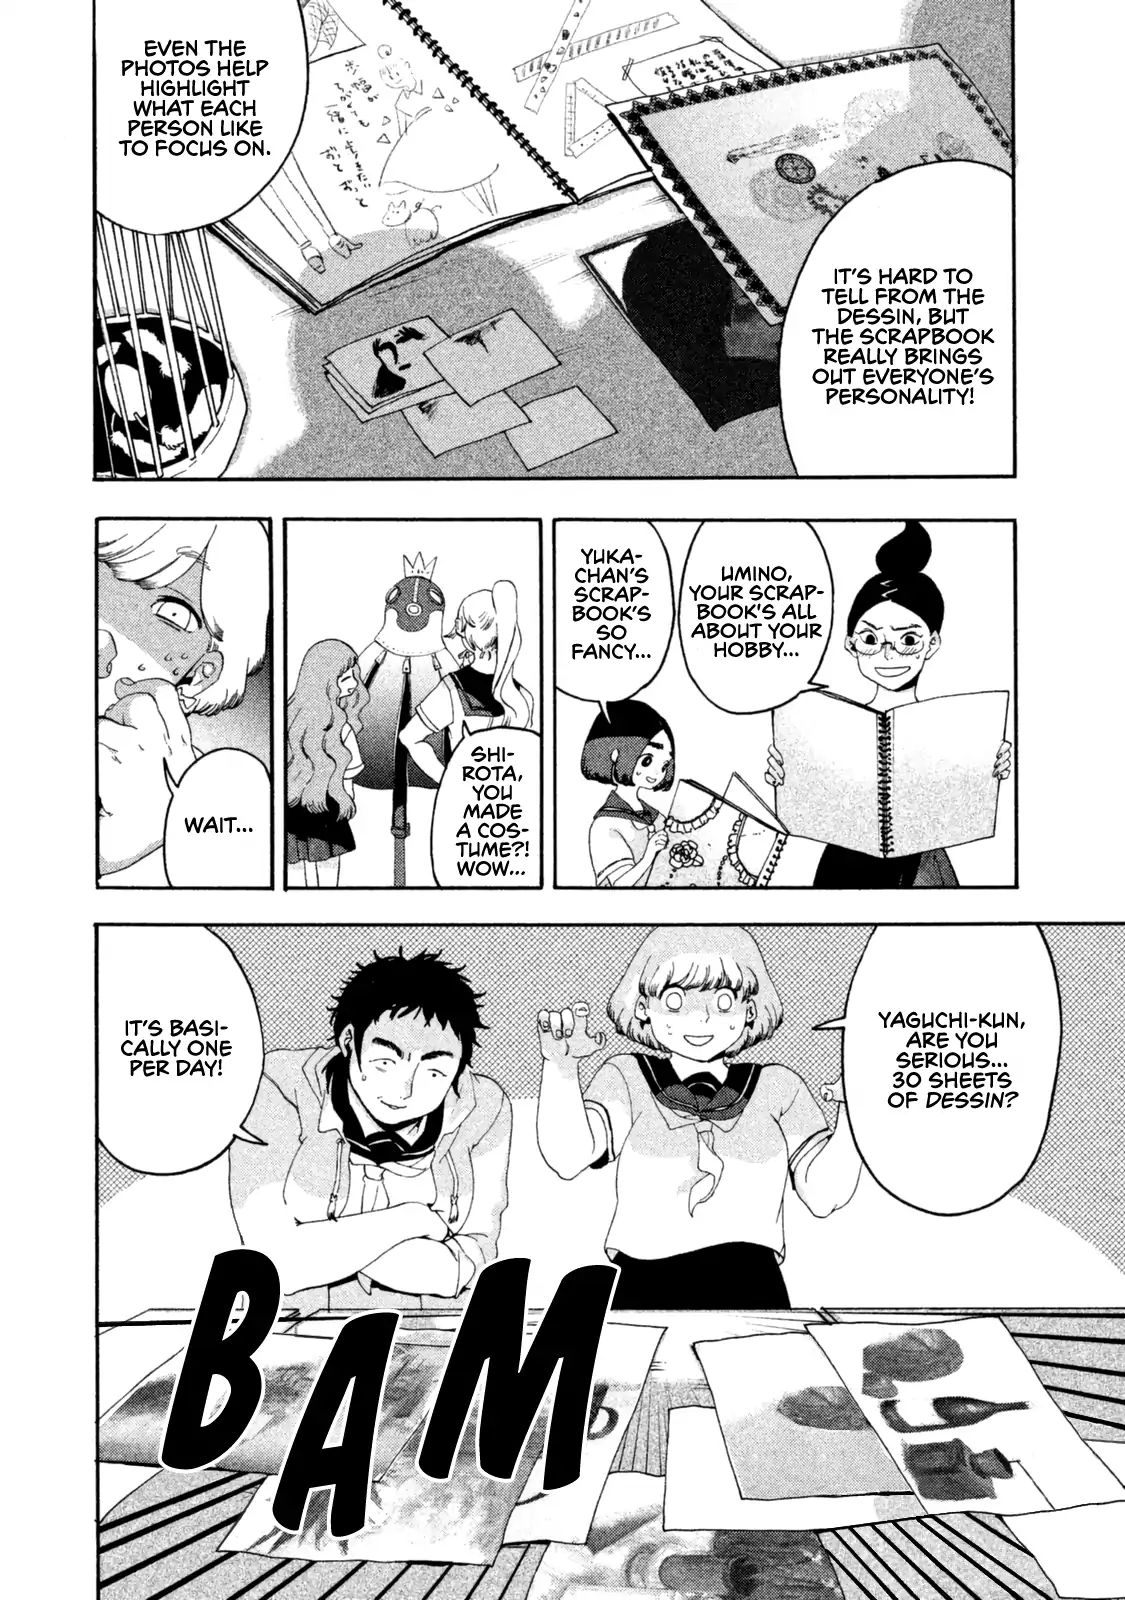 IT'S HARD TO
TELL FROM THE
DESSIN, BUT
THE SCRAPBOOK
REALLY BRINGS
OUT EVERYONE'S
PERSONALITY!
EVEN THE
PHOTOS HELP
HIGHLIGHT
WHAT EACH
PERSON LIKE
TO FOCUS ON.
UMINO,
YOUR SCRAP-
BOOK'S ALL
ABOUT YOUR
HOBBY...
YUKA-
CHAN'S
SCRAP-
BOOK'S
SO
FANCY...
SHI-
ROTA,
YOU
MADE
A COS-
TUME?!
WOW...
WAIT...
YAGUCHI-KUN,
ARE YOU
SERIOUS...
30 SHEETS
OF DESSIN?
IT'S BASI-
CALLY ONE
PER DAY!
BAM